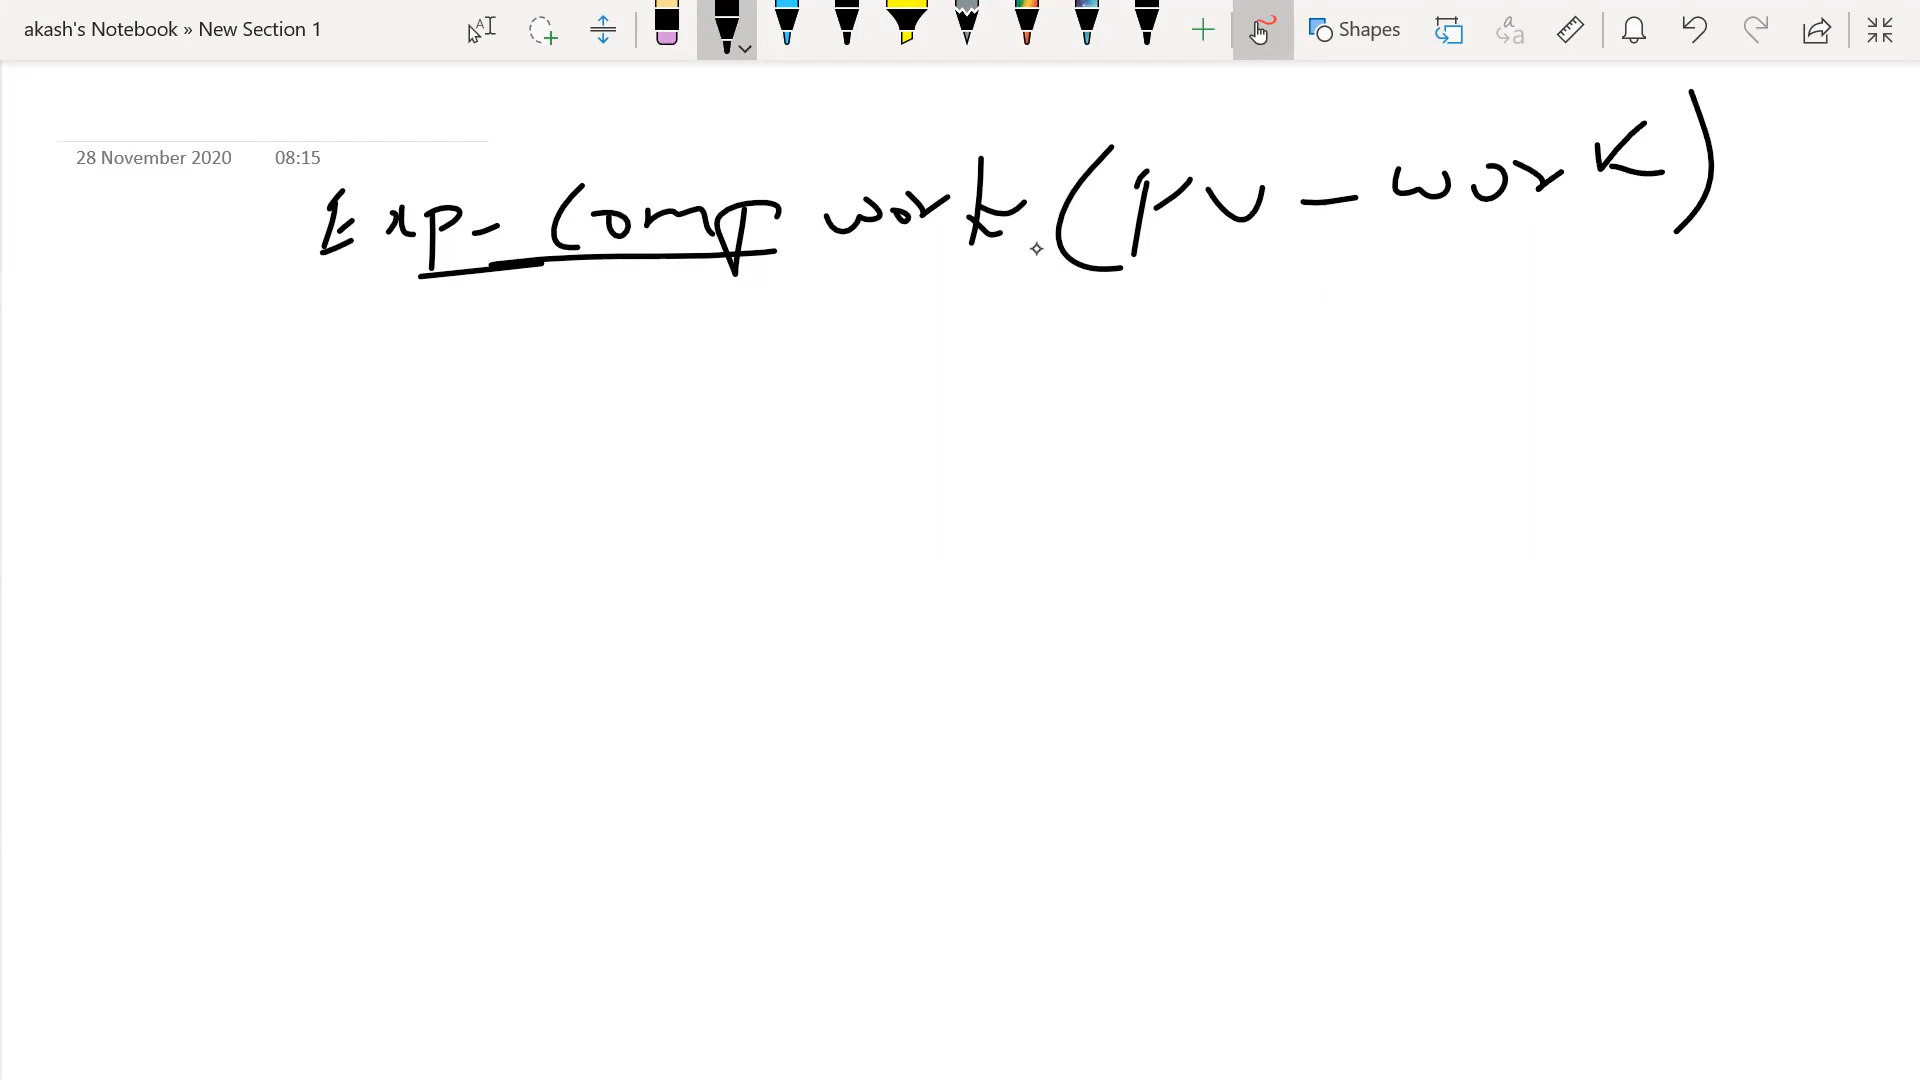 akash's Notebook » New Section 1
Shapes
28 November 2020 08:15
Exp - Comp work (PV - work)